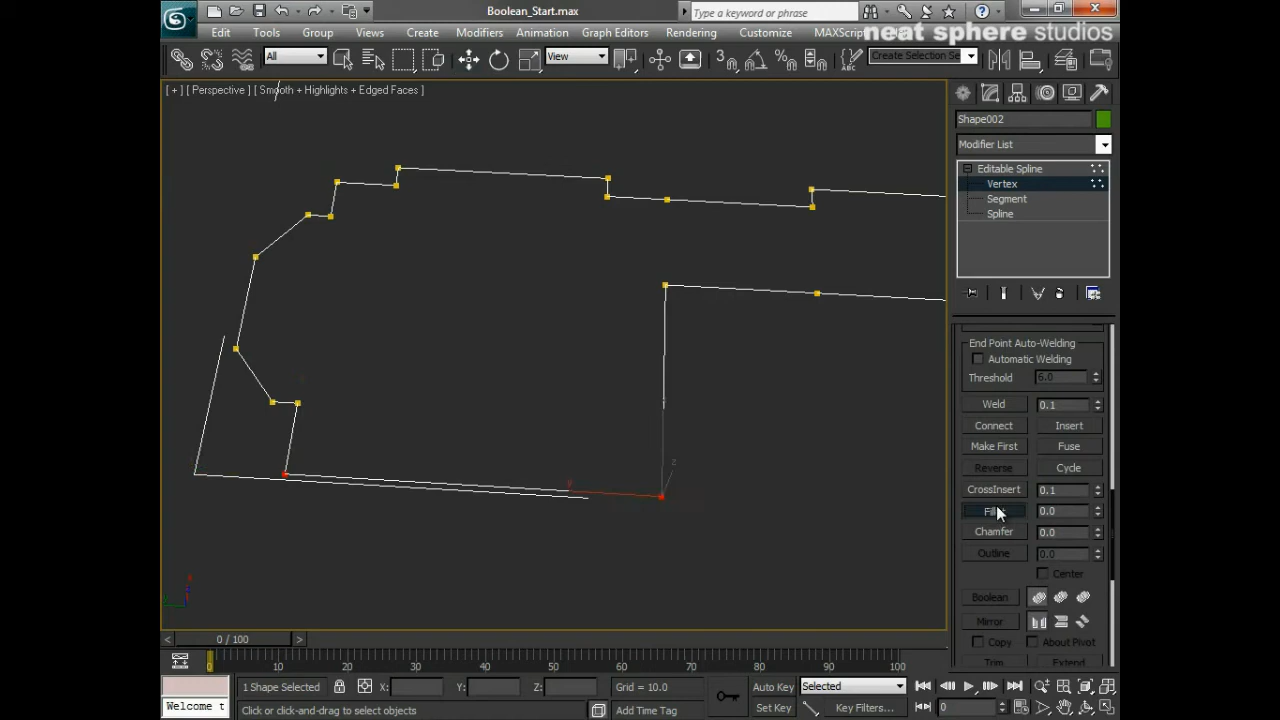 Boolean_Start.max
Type a keyword or phrase
Edit Tools Group Views Create Modifiers Animation Graph Editors Rendering Customize MAXScrip
neat sphere studios
All
View
Create Selection Se
[ + ] [ Perspective ] [ Smooth + Highlights + Edged Faces ]
Shape002
Modifier List
Editable Spline
Vertex
Segment
Spline
End Point Auto-Welding
Automatic Welding
Threshold 6.0
Weld 0.1
Connect Insert
Make First Fuse
Reverse Cycle
CrossInsert 0.1
0.0
Chamfer 0.0
Outline 0.0
Center
Boolean
Mirror
Copy About Pivot
Trim Extend
z
y
x
0 / 100
0 10 20 30 40 50 60 70 80 90 100
1 Shape Selected X: Y: Z: Grid = 10.0 Auto Key Selected
Welcome t Click or click-and-drag to select objects Add Time Tag Set Key Key Filters... 0